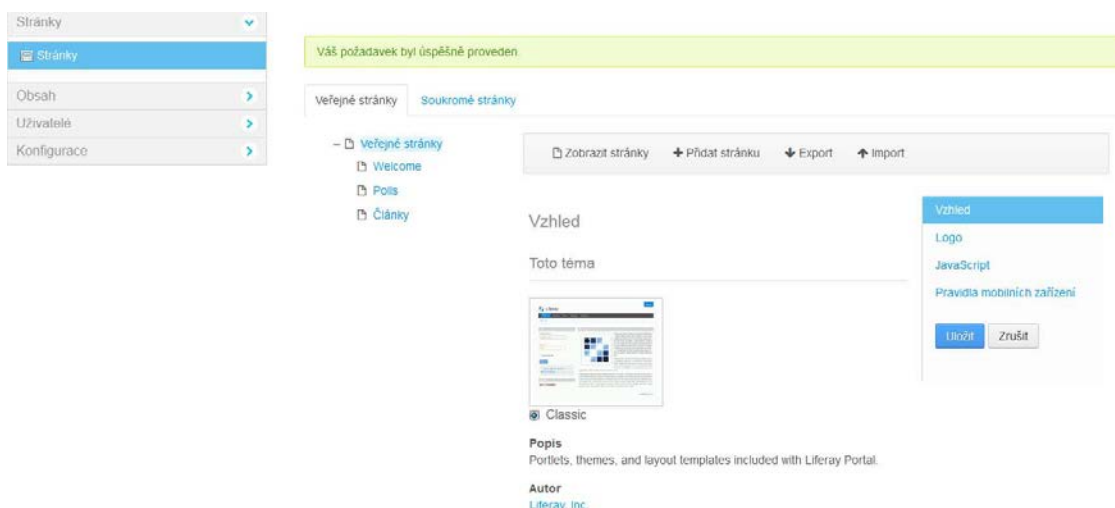 Stránky
Stránky
Obsah
Uživatelé
Konfigurace
Váš požadavek byl úspěšně proveden
Veřejné stránky
Soukromé stránky
Veřejné stránky
Welcome
Polls
Články
Zobrazit stránky
Přidat stránku
Export
Import
Vzhled
Toto téma
Classic
Popis
Portlets, themes, and layout templates included with Liferay Portal.
Autor
Liferay, Inc.
Vzhled
Logo
JavaScript
Pravidla mobilních zařízení
Uložit
Zrušit